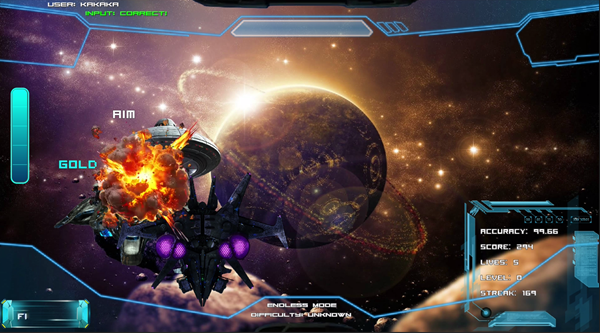 USER: KAKAKA
INPUT: CORRECT!
AIM
GOLD
ACCURACY: 99.66
SCORE: 294
LIVES: 5
LEVEL: 0
STREAK: 169
ENDLESS MODE
DIFFICULTY: UNKNOWN
FI